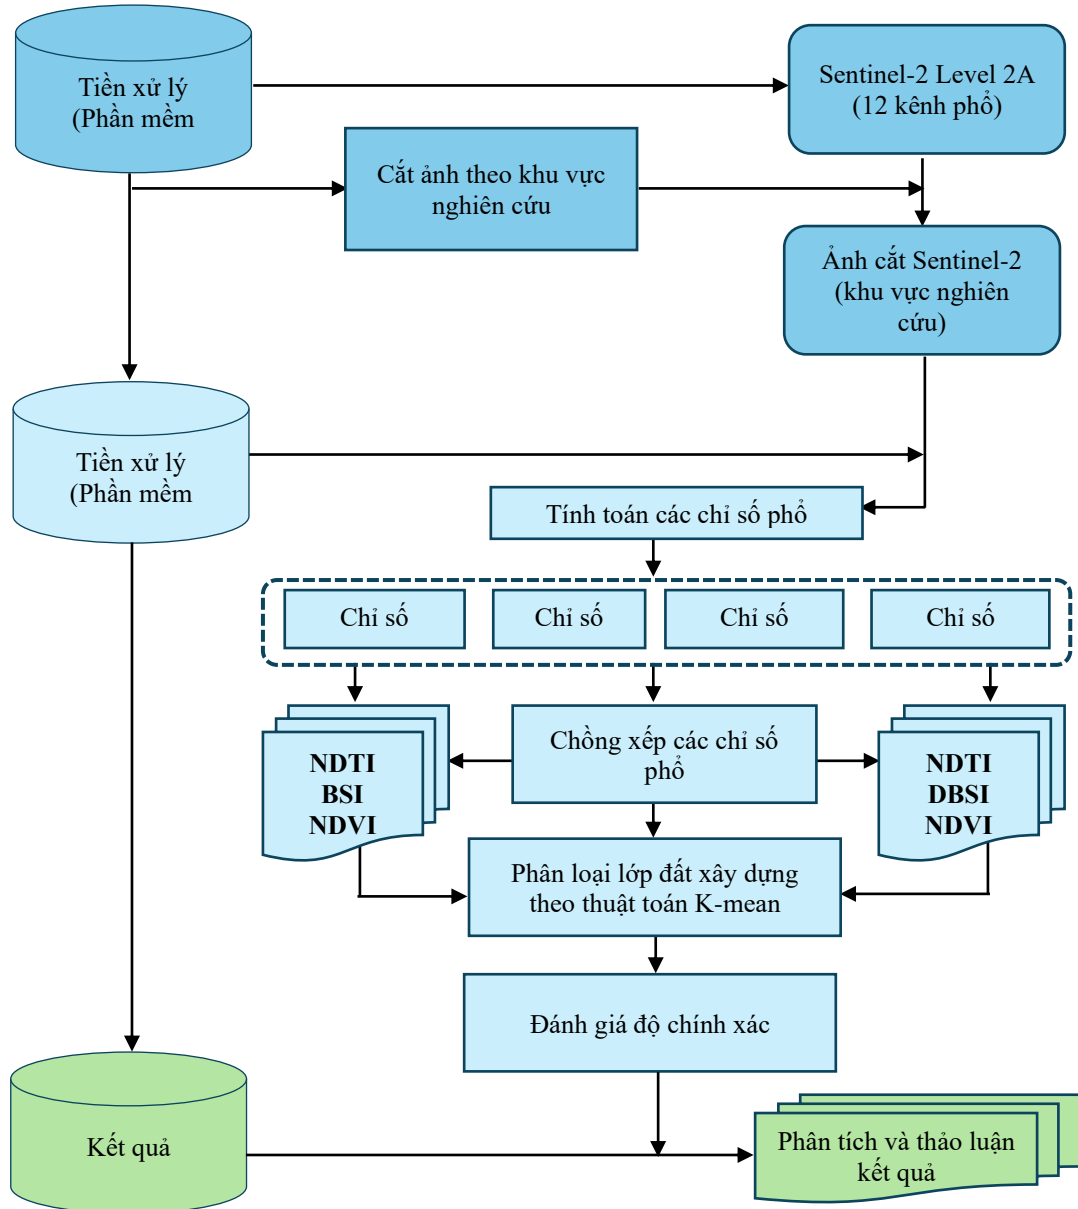 Tiền xử lý
(Phần mềm
Sentinel-2 Level 2A
(12 kênh phổ)
Cắt ảnh theo khu vực
nghiên cứu
Ảnh cắt Sentinel-2
(khu vực nghiên
cứu)
Tiền xử lý
(Phần mềm
Tính toán các chỉ số phổ
Chỉ số
Chỉ số
Chỉ số
Chỉ số
NDTI
BSI
NDVI
Chồng xếp các chỉ số
phổ
NDTI
DBSI
NDVI
Phân loại lớp đất xây dựng
theo thuật toán K-mean
Đánh giá độ chính xác
Kết quả
Phân tích và thảo luận
kết quả